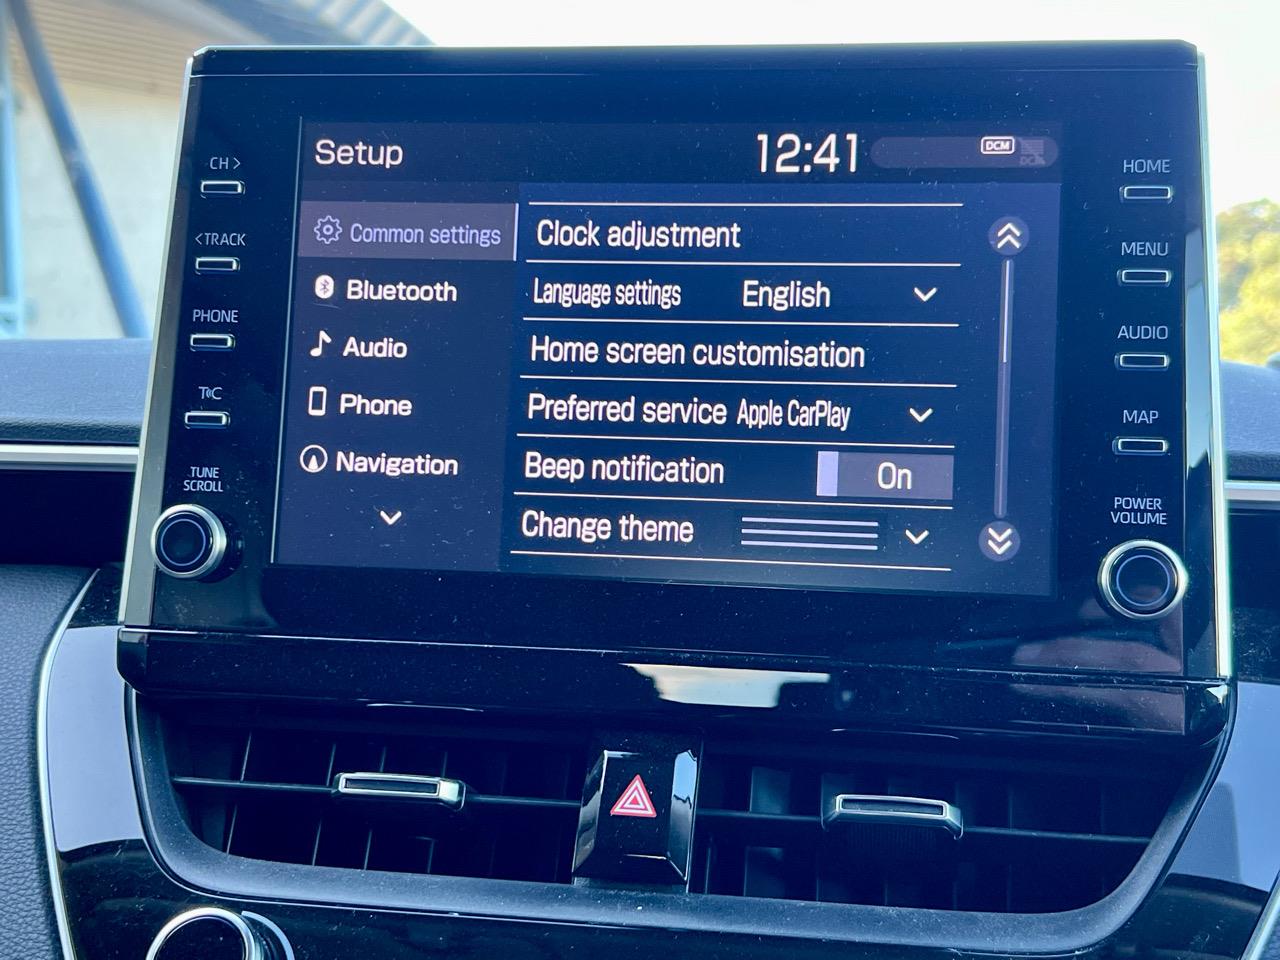 Setup
12:41
DCM
CH >
<TRACK
PHONE
T C
TUNE
SCROLL
Common settings
Bluetooth
Audio
Phone
Navigation
Clock adjustment
Language settings English
Home screen customisation
Preferred service Apple CarPlay
Beep notification On
Change theme
HOME
MENU
AUDIO
MAP
POWER
VOLUME